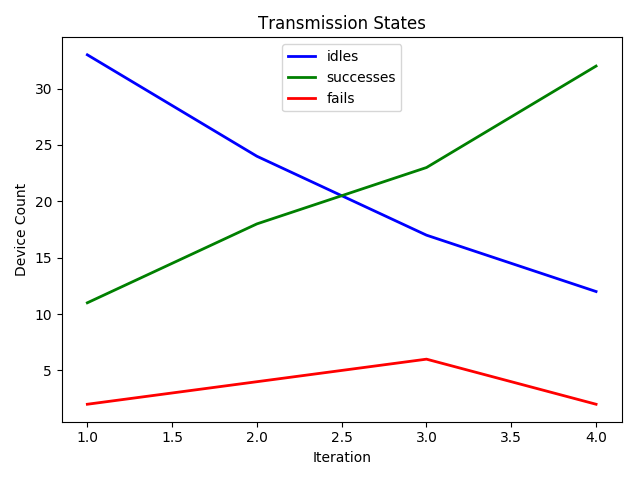 Transmission States
idles
successes
fails
Device Count
30
25
20
15
10
5
1.0 1.5 2.0 2.5 3.0 3.5 4.0
Iteration